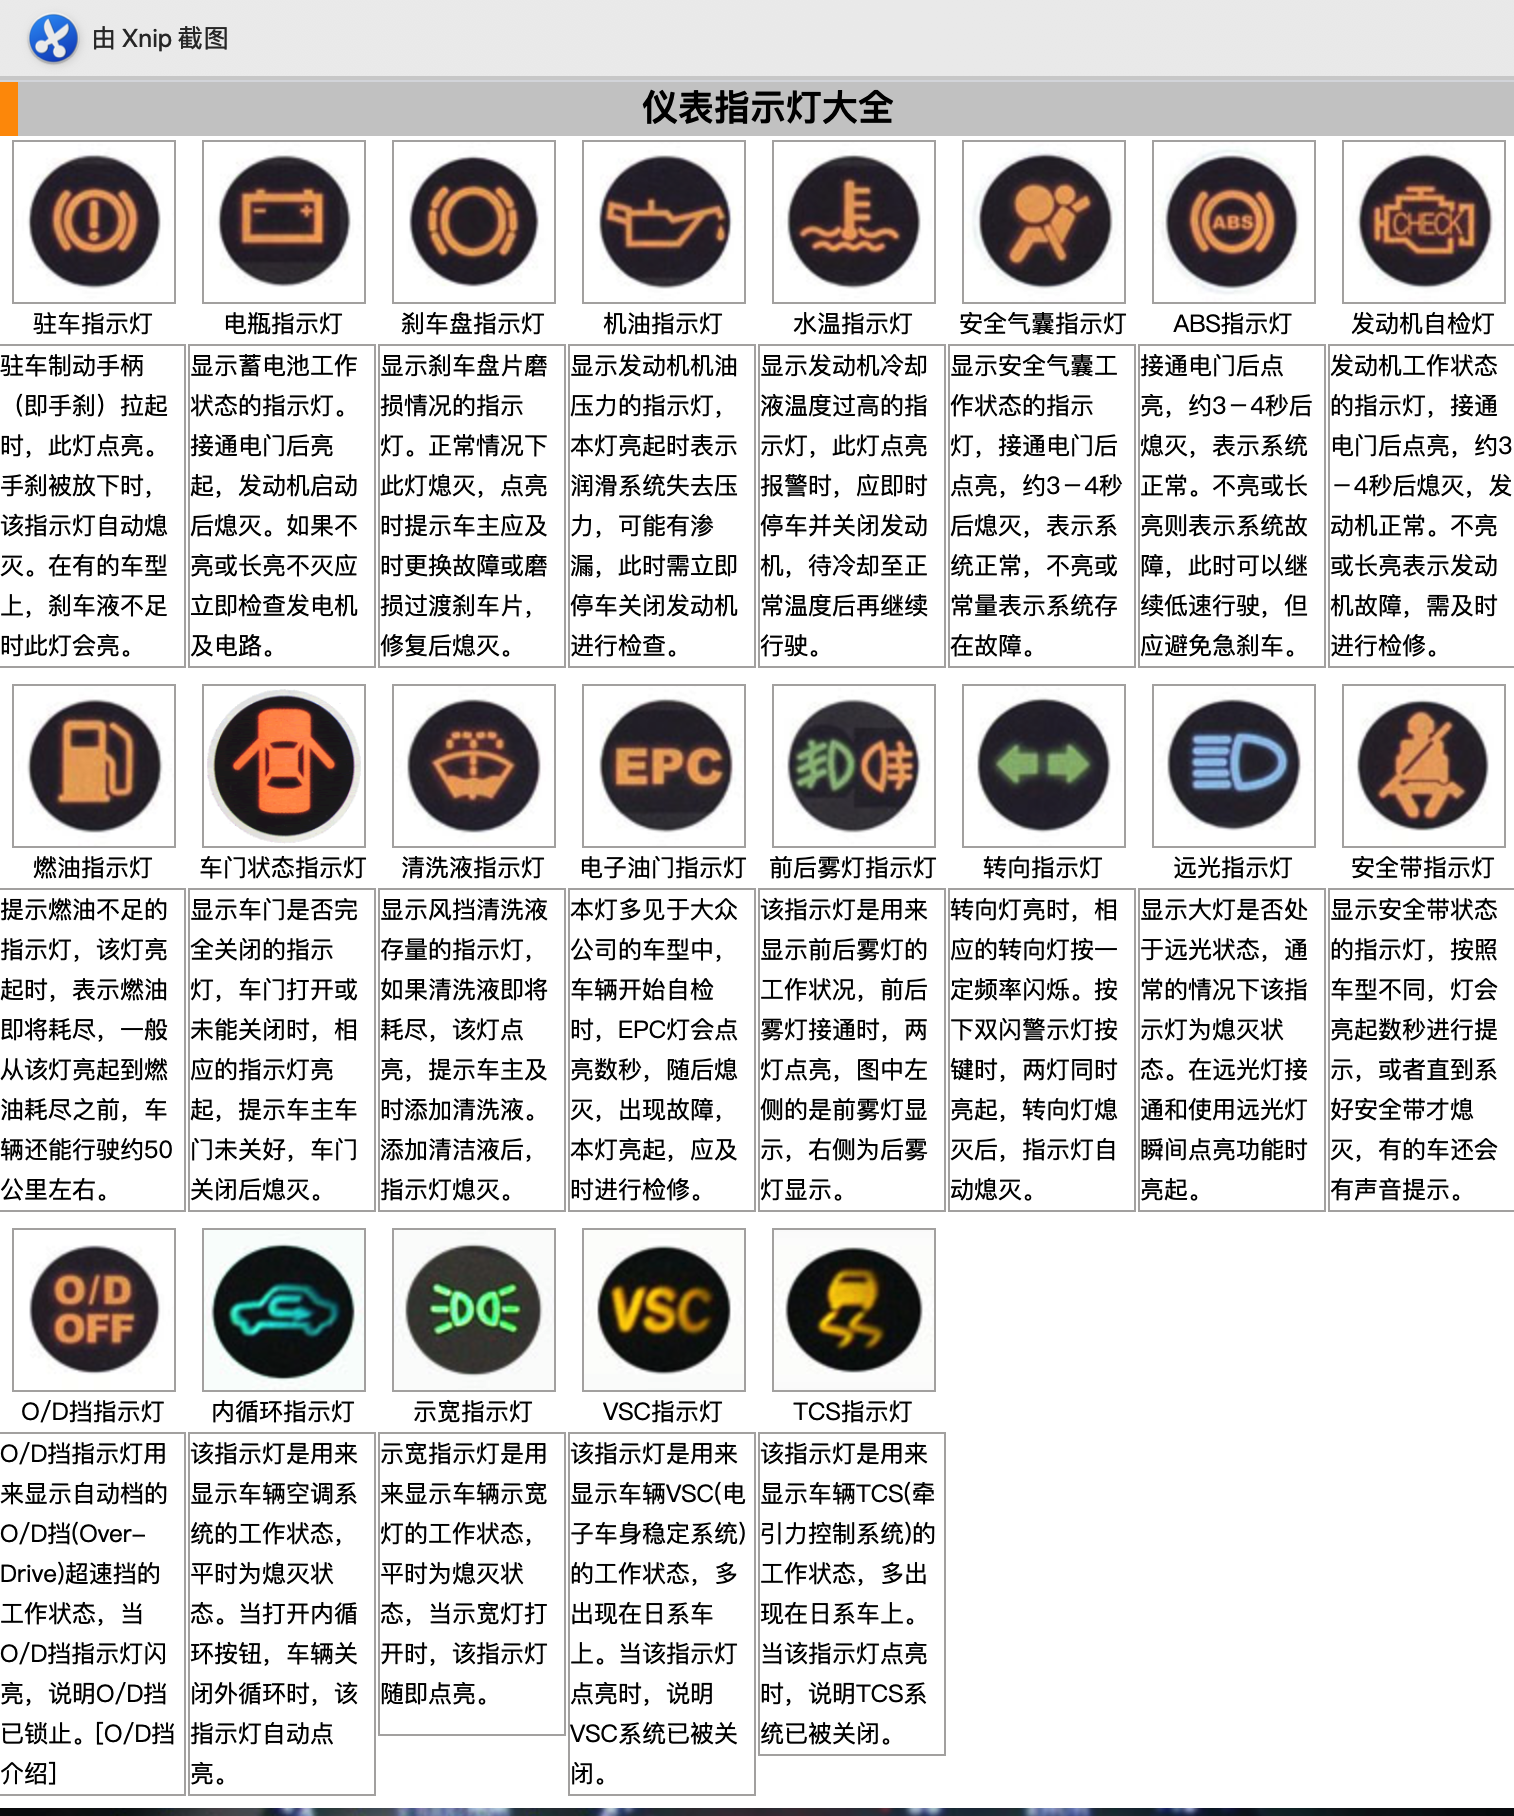 由 Xnip 截图
仪表指示灯大全
ABS
CHECK
驻车指示灯
电瓶指示灯
刹车盘指示灯
机油指示灯
水温指示灯
安全气囊指示灯
ABS指示灯
发动机自检灯
驻车制动手柄
（即手刹）拉起
时，此灯点亮。
手刹被放下时，
该指示灯自动熄
灭。在有的车型
上，刹车液不足
时此灯会亮。
显示蓄电池工作
状态的指示灯。
接通电门后亮
起，发动机启动
后熄灭。如果不
亮或长亮不灭应
立即检查发电机
及电路。
显示刹车盘片磨
损情况的指示
灯。正常情况下
此灯熄灭，点亮
时提示车主应及
时更换故障或磨
损过渡刹车片，
修复后熄灭。
显示发动机机油
压力的指示灯，
本灯亮起时表示
润滑系统失去压
力，可能有渗
漏，此时需立即
停车关闭发动机
进行检查。
显示发动机冷却
液温度过高的指
示灯，此灯点亮
报警时，应即时
停车并关闭发动
机，待冷却至正
常温度后再继续
行驶。
显示安全气囊工
作状态的指示
灯，接通电门后
点亮，约3－4秒
后熄灭，表示系
统正常，不亮或
常量表示系统存
在故障。
接通电门后点
亮，约3－4秒后
熄灭，表示系统
正常。不亮或长
亮则表示系统故
障，此时可以继
续低速行驶，但
应避免急刹车。
发动机工作状态
的指示灯，接通
电门后点亮，约3
－4秒后熄灭，发
动机正常。不亮
或长亮表示发动
机故障，需及时
进行检修。
EPC
燃油指示灯
车门状态指示灯
清洗液指示灯
电子油门指示灯
前后雾灯指示灯
转向指示灯
远光指示灯
安全带指示灯
提示燃油不足的
指示灯，该灯亮
起时，表示燃油
即将耗尽，一般
从该灯亮起到燃
油耗尽之前，车
辆还能行驶约50
公里左右。
显示车门是否完
全关闭的指示
灯，车门打开或
未能关闭时，相
应的指示灯亮
起，提示车主车
门未关好，车门
关闭后熄灭。
显示风挡清洗液
存量的指示灯，
如果清洗液即将
耗尽，该灯点
亮，提示车主及
时添加清洗液。
添加清洁液后，
指示灯熄灭。
本灯多见于大众
公司的车型中，
车辆开始自检
时，EPC灯会点
亮数秒，随后熄
灭，出现故障，
本灯亮起，应及
时进行检修。
该指示灯是用来
显示前后雾灯的
工作状况，前后
雾灯接通时，两
灯点亮，图中左
侧的是前雾灯显
示，右侧为后雾
灯显示。
转向灯亮时，相
应的转向灯按一
定频率闪烁。按
下双闪警示灯按
键时，两灯同时
亮起，转向灯熄
灭后，指示灯自
动熄灭。
显示大灯是否处
于远光状态，通
常的情况下该指
示灯为熄灭状
态。在远光灯接
通和使用远光灯
瞬间点亮功能时
亮起。
显示安全带状态
的指示灯，按照
车型不同，灯会
亮起数秒进行提
示，或者直到系
好安全带才熄
灭，有的车还会
有声音提示。
O/D
OFF
VSC
O/D挡指示灯
内循环指示灯
示宽指示灯
VSC指示灯
TCS指示灯
O/D挡指示灯用
来显示自动档的
O/D挡(Over-
Drive)超速挡的
工作状态，当
O/D挡指示灯闪
亮，说明O/D挡
已锁止。[O/D挡
介绍]
该指示灯是用来
显示车辆空调系
统的工作状态，
平时为熄灭状
态。当打开内循
环按钮，车辆关
闭外循环时，该
指示灯自动点
亮。
示宽指示灯是用
来显示车辆示宽
灯的工作状态，
平时为熄灭状
态，当示宽灯打
开时，该指示灯
随即点亮。
该指示灯是用来
显示车辆VSC(电
子车身稳定系统)
的工作状态，多
出现在日系车
上。当该指示灯
点亮时，说明
VSC系统已被关
闭。
该指示灯是用来
显示车辆TCS(牵
引力控制系统)的
工作状态，多出
现在日系车上。
当该指示灯点亮
时，说明TCS系
统已被关闭。